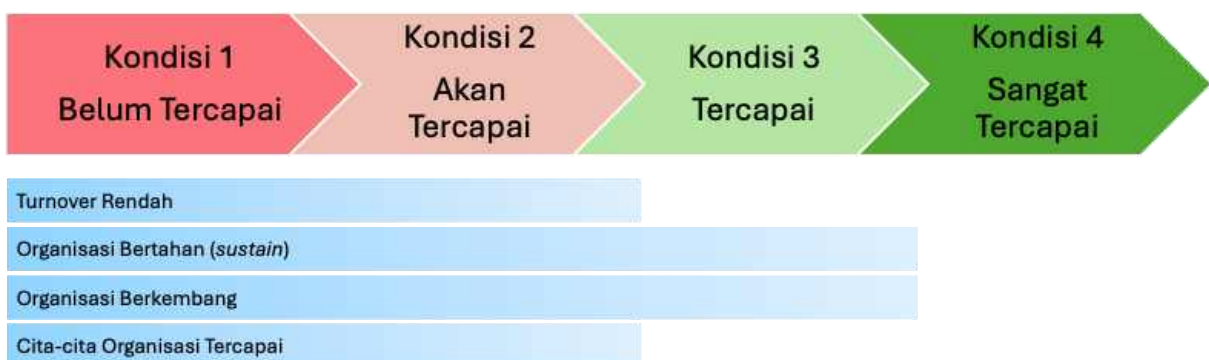 Kondisi 1
Belum Tercapai
Kondisi 2
Akan
Tercapai
Kondisi 3
Tercapai
Kondisi 4
Sangat
Tercapai
Turnover Rendah
Organisasi Bertahan (sustain)
Organisasi Berkembang
Cita-cita Organisasi Tercapai